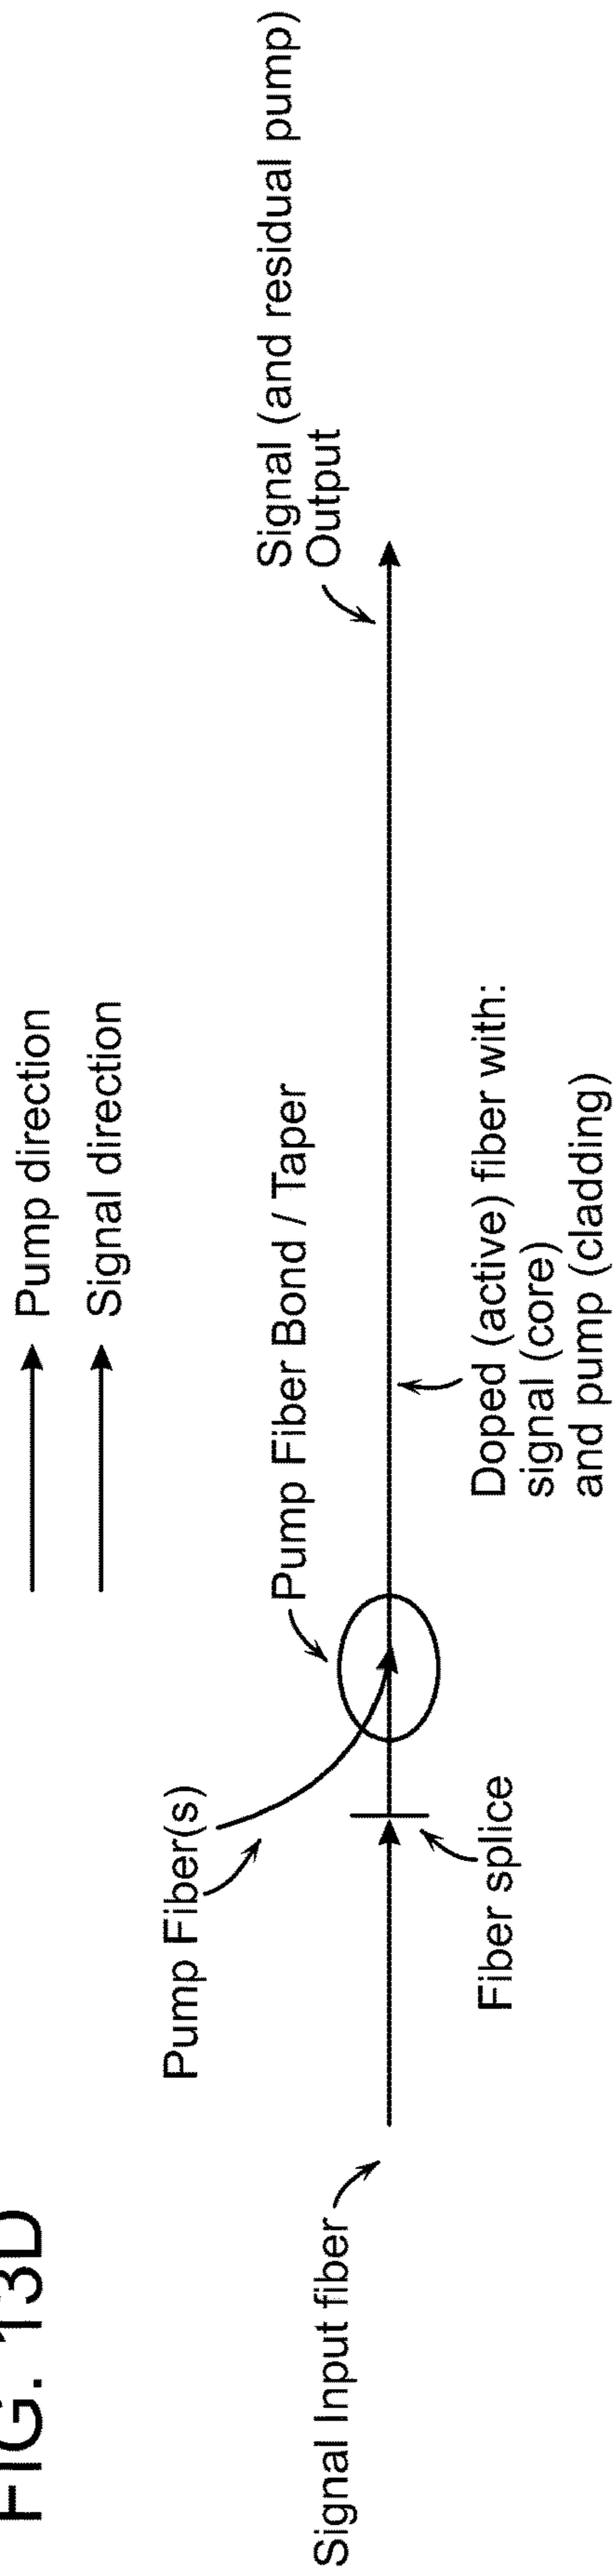 FIG. 13D
Pump direction
Signal direction
Pump Fiber(s)
Pump Fiber Bond / Taper
Signal (and residual pump)
Output
Signal Input fiber
Fiber splice
Doped (active) fiber with:
signal (core)
and pump (cladding)